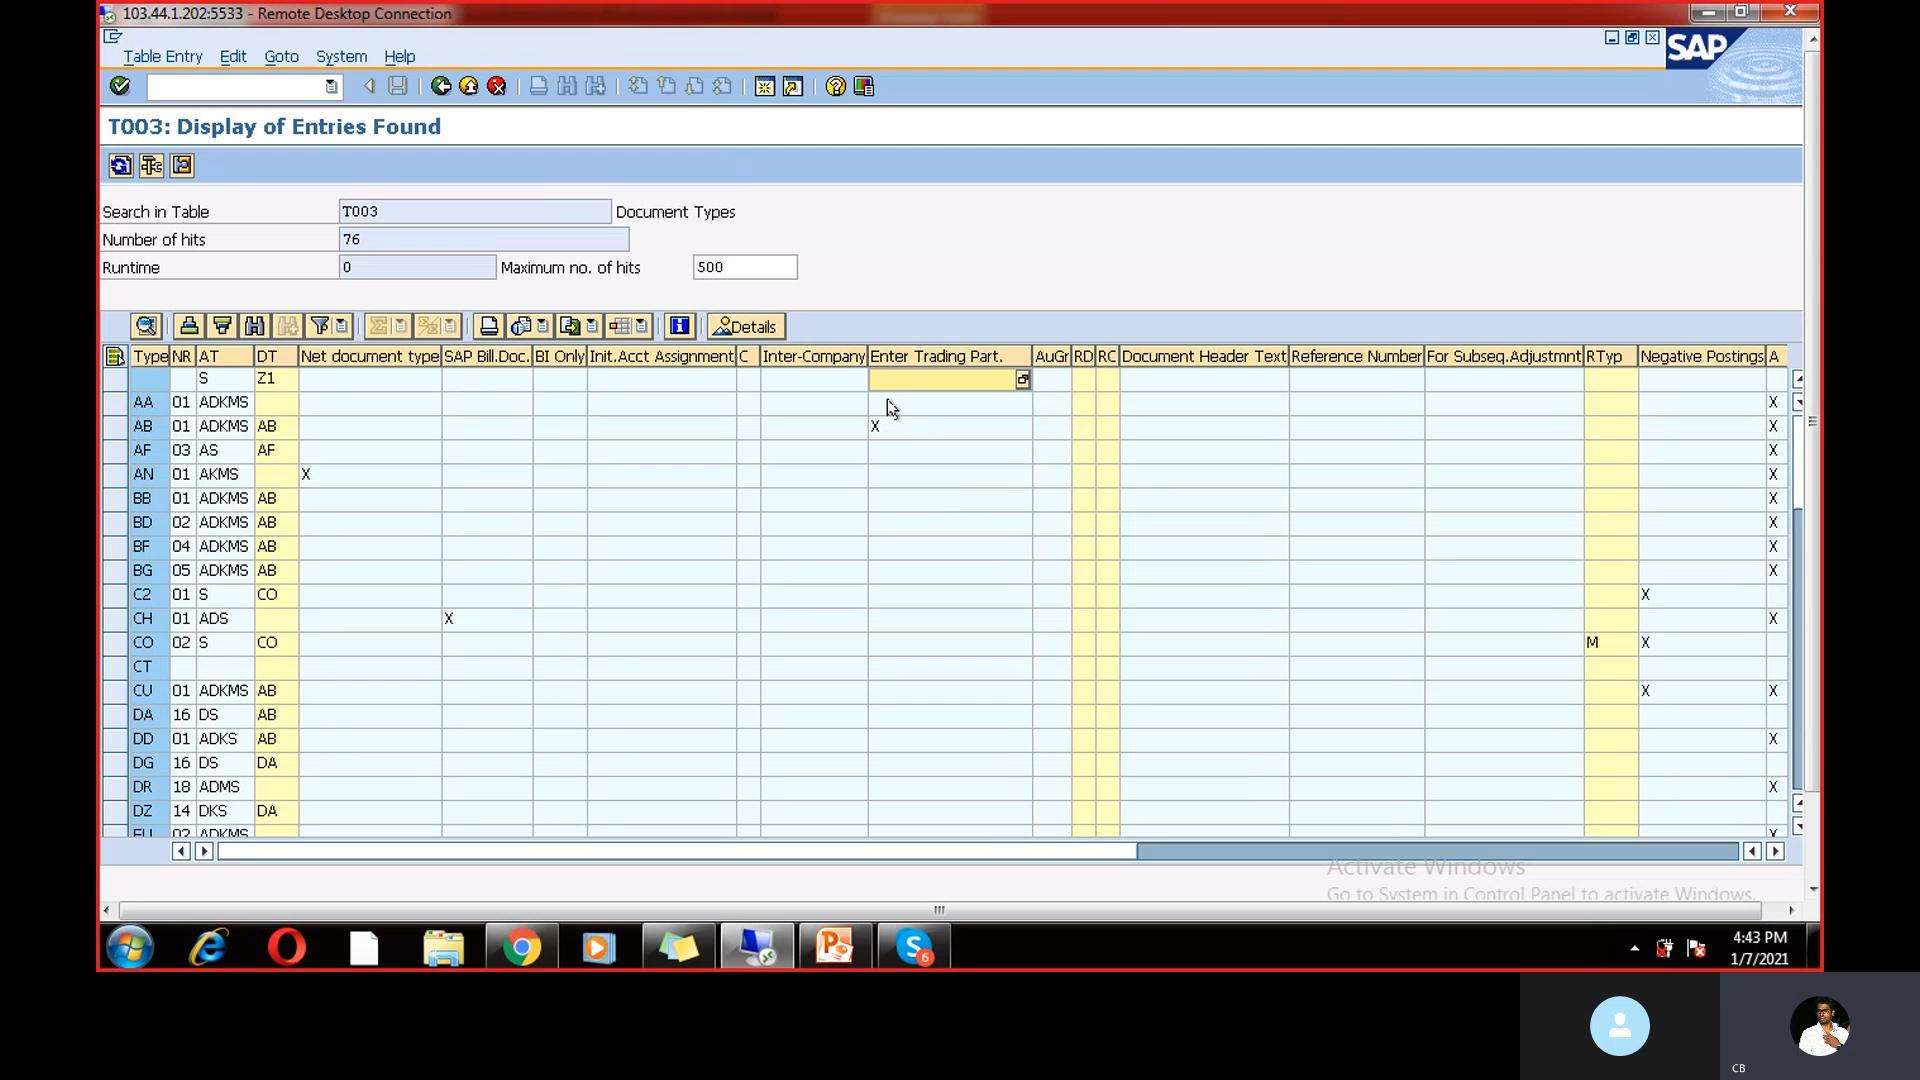 103.44.1.202:5533 - Remote Desktop Connection
Table Entry Edit Goto System Help
SAP
T003: Display of Entries Found
Search in Table T003 Document Types
Number of hits 76
Runtime 0 Maximum no. of hits 500
Details
Type NR AT DT Net document type SAP Bill.Doc. BI Only Init.Acct Assignment C Inter-Company Enter Trading Part. AuGr RD RC Document Header Text Reference Number For Subseq.Adjustmnt RTyp Negative Postings A
S Z1
AA 01 ADKMS X
AB 01 ADKMS AB X X
AF 03 AS AF X
AN 01 AKMS X X
BB 01 ADKMS AB X
BD 02 ADKMS AB X
BF 04 ADKMS AB X
BG 05 ADKMS AB X
C2 01 S CO X
CH 01 ADS X X
CO 02 S CO M X
CT
CU 01 ADKMS AB X X
DA 16 DS AB
DD 01 ADKS AB X
DG 16 DS DA
DR 18 ADMS X
DZ 14 DKS DA
EU 02 ADKMS X
Activate Windows
Go to System in Control Panel to activate Windows.
6
4:43 PM
1/7/2021
CB